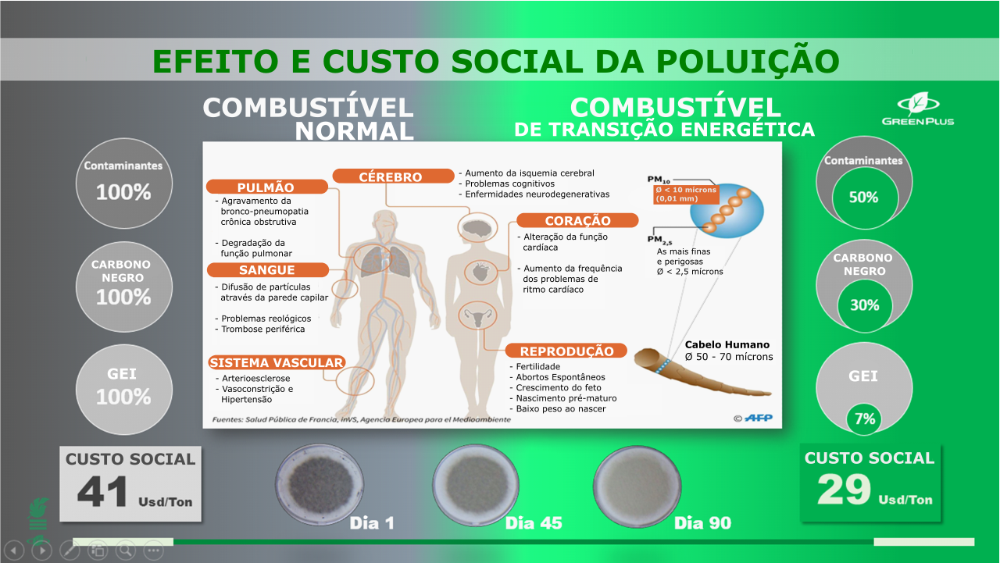 EFEITO E CUSTO SOCIAL DA POLUIÇÃO
COMBUSTÍVEL
NORMAL
COMBUSTÍVEL
DE TRANSIÇÃO ENERGÉTICA
GREENPLUS
Contaminantes
100%
CARBONO
NEGRO
100%
GEI
100%
PULMÃO
- Agravamento da
bronco-pneumopatia
crônica obstrutiva
- Degradação da
função pulmonar
SANGUE
- Difusão de partículas
através da parede capilar
- Problemas reológicos
- Trombose periférica
SISTEMA VASCULAR
- Arterioesclerose
- Vasoconstrição e
Hipertensão
CÉREBRO
- Aumento da isquemia cerebral
- Problemas cognitivos
- Enfermidades neurodegenerativas
CORAÇÃO
- Alteração da função
cardíaca
- Aumento da frequência
dos problemas de
ritmo cardíaco
REPRODUÇÃO
- Fertilidade
- Abortos Espontâneos
- Crescimento do feto
- Nascimento pré-maturo
- Baixo peso ao nascer
PM10
Ø < 10 microns
(0,01 mm)
PM2,5
As mais finas
e perigosas
Ø < 2,5 mícrons
Cabelo Humano
Ø 50 - 70 mícrons
Fuentes: Salud Pública de Francia, inVS, Agencia Europea para el Medioambiente
© AFP
Contaminantes
50%
CARBONO
NEGRO
30%
GEI
7%
CUSTO SOCIAL
41 Usd/Ton
Dia 1
Dia 45
Dia 90
CUSTO SOCIAL
29 Usd/Ton